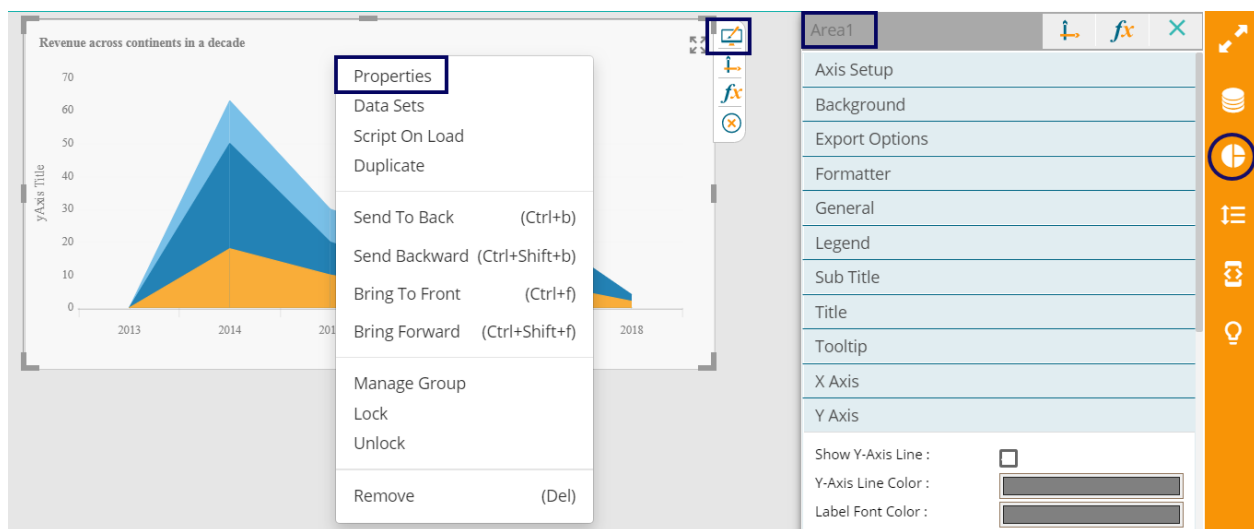 Revenue across continents in a decade
70
60
50
40
30
20
10
0
yAxis Title
2013
2014
201
2018
Properties
Data Sets
Script On Load
Duplicate
Send To Back (Ctrl+b)
Send Backward (Ctrl+Shift+b)
Bring To Front (Ctrl+f)
Bring Forward (Ctrl+Shift+f)
Manage Group
Lock
Unlock
Remove (Del)
fx
Area1
fx
Axis Setup
Background
Export Options
Formatter
General
Legend
Sub Title
Title
Tooltip
X Axis
Y Axis
Show Y-Axis Line :
Y-Axis Line Color :
Label Font Color :